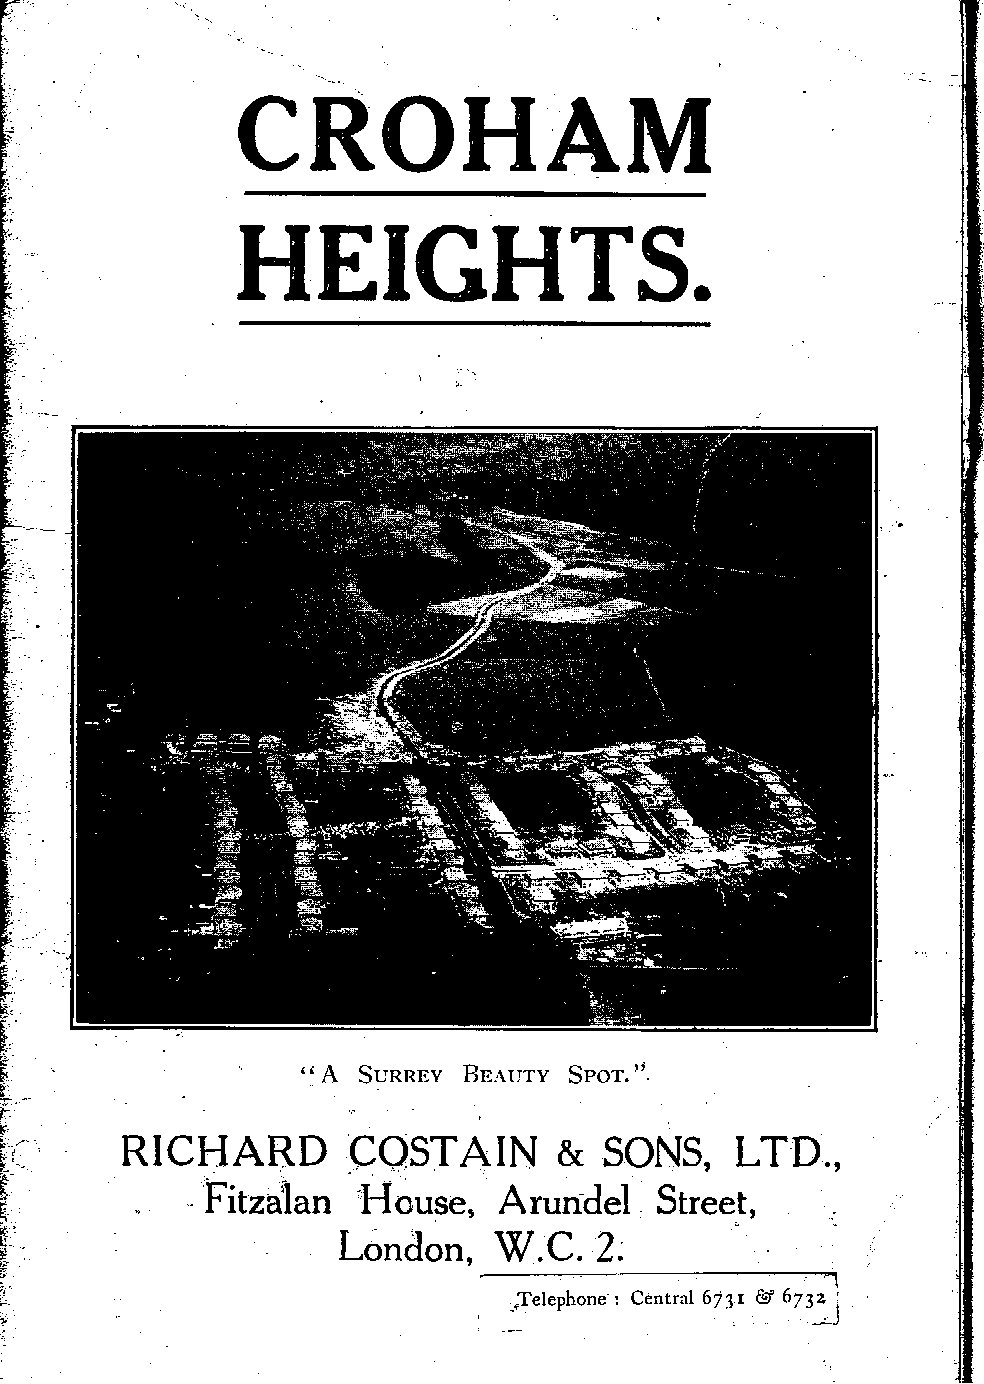 CROHAM
HEIGHTS.
"A SURREY BEAUTY SPOT."
RICHARD COSTAIN & SONS, LTD.,
Fitzalan House, Arundel Street,
London, W.C. 2.
Telephone : Central 6731 & 6732